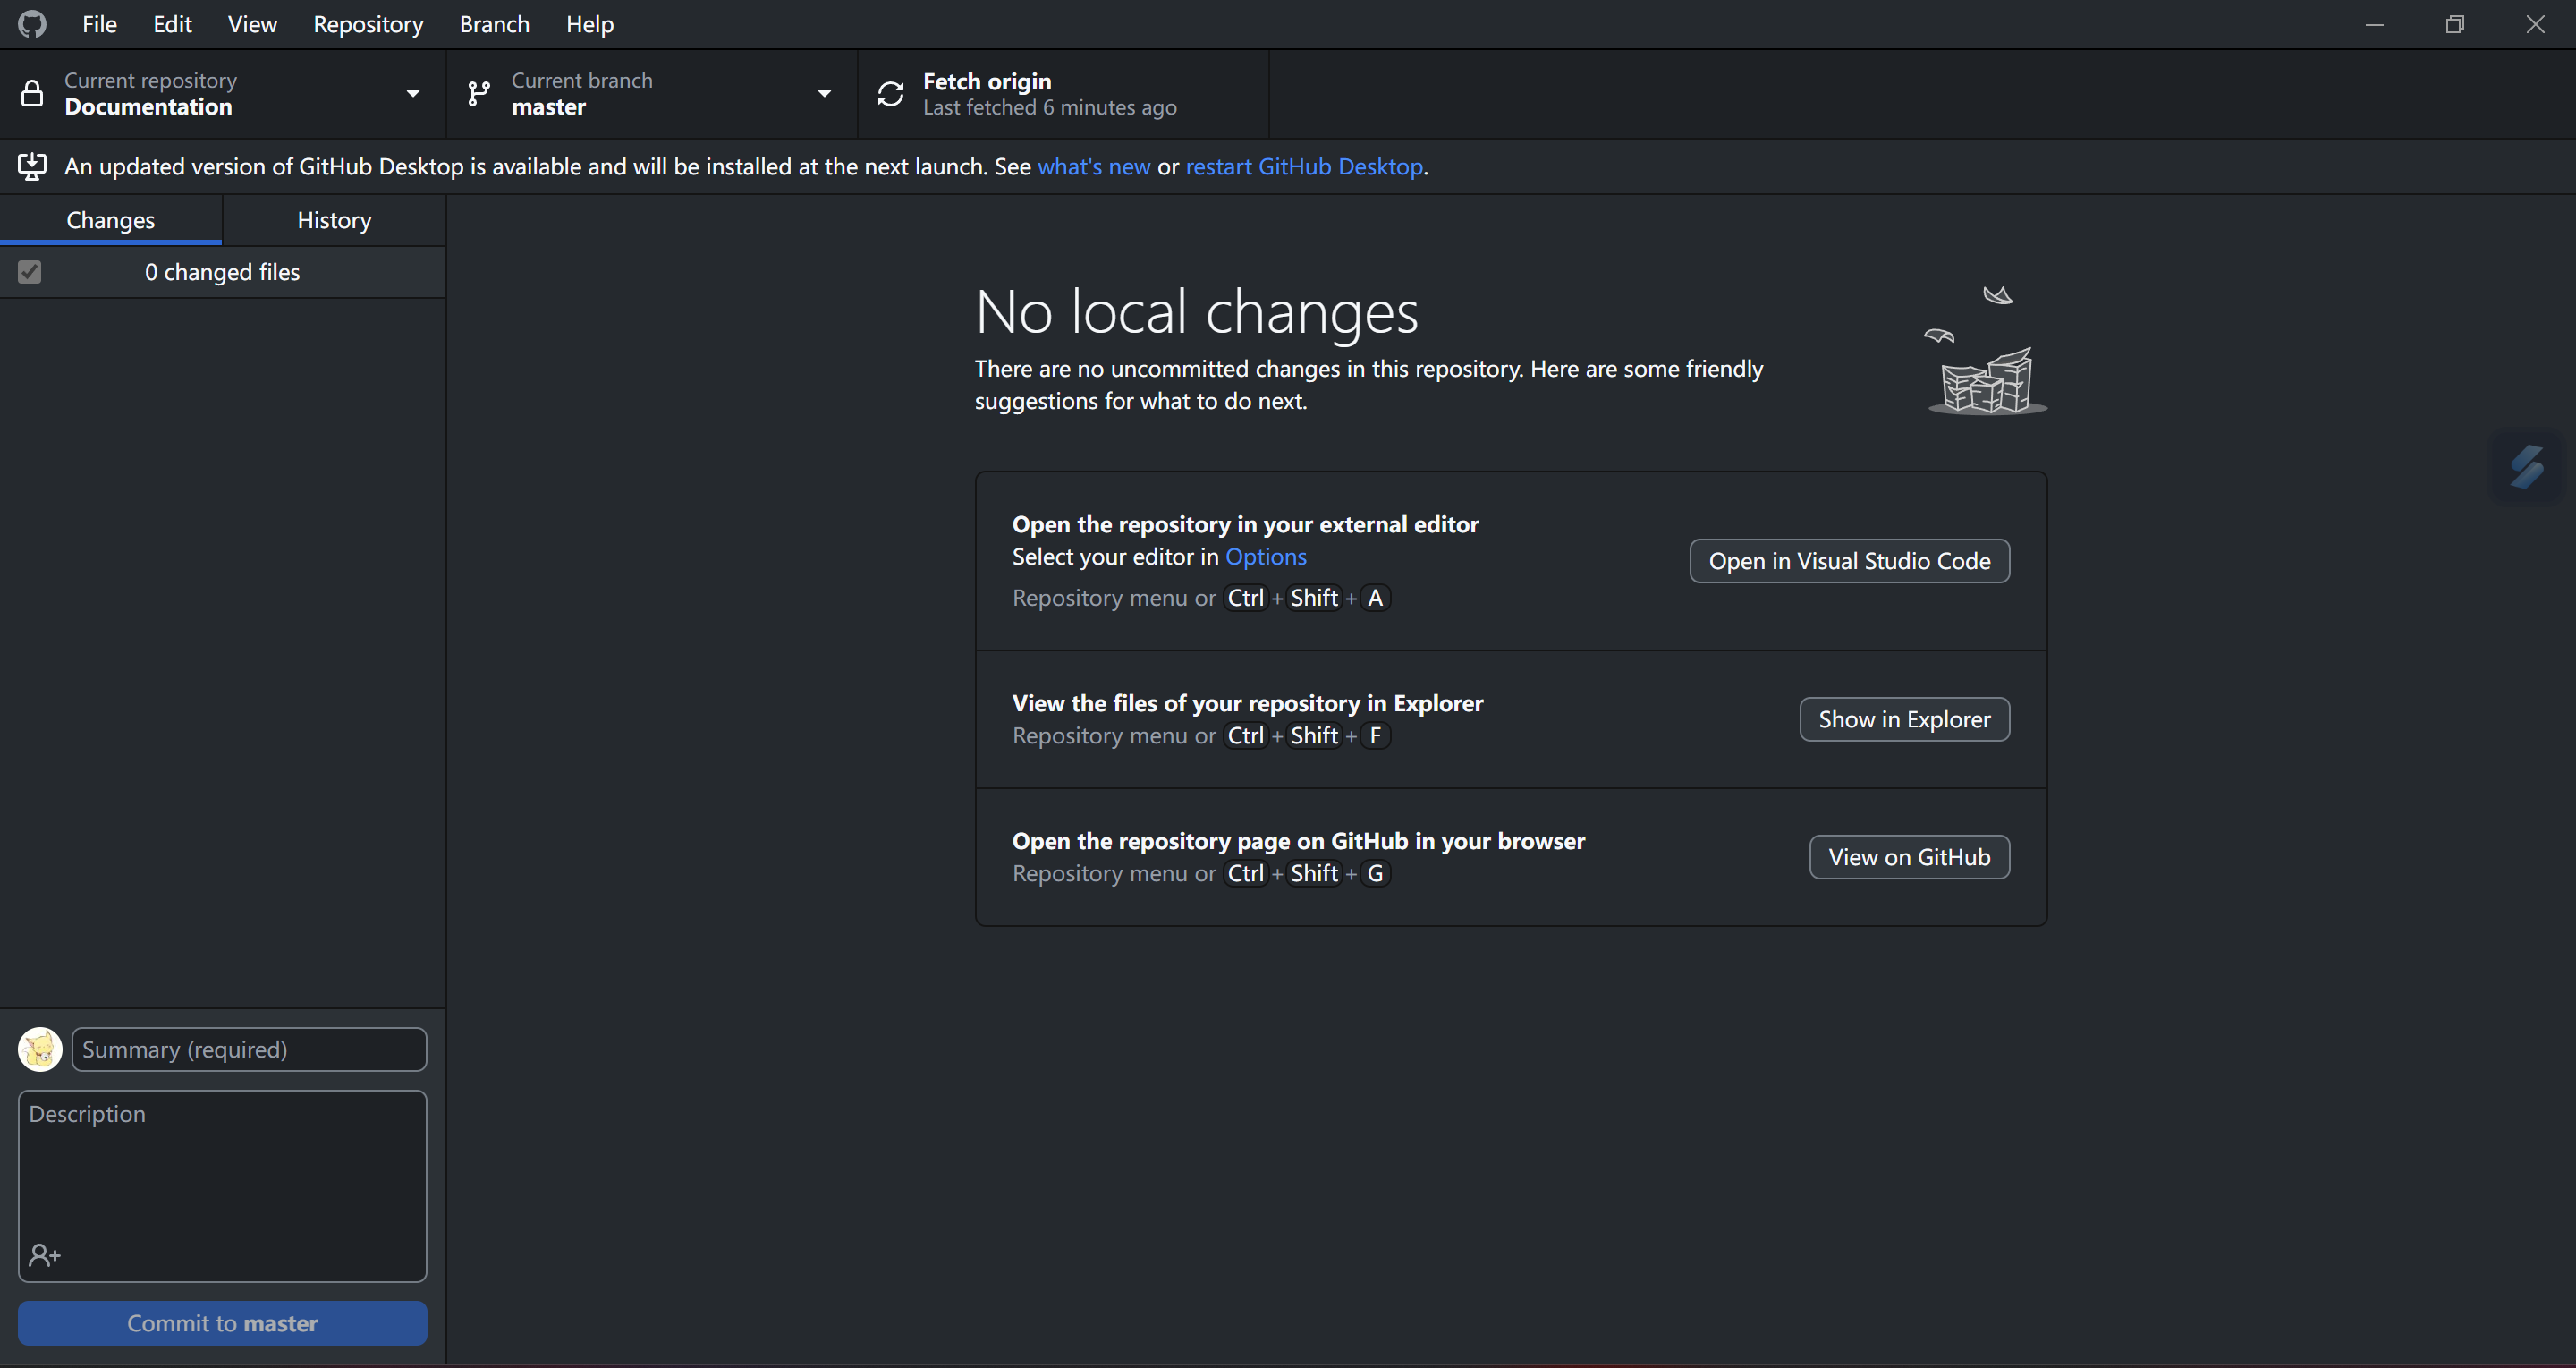 File Edit View Repository Branch Help
Current repository
Documentation
Current branch
master
Fetch origin
Last fetched 6 minutes ago
An updated version of GitHub Desktop is available and will be installed at the next launch. See what's new or restart GitHub Desktop.
Changes
History
0 changed files
No local changes
There are no uncommitted changes in this repository. Here are some friendly
suggestions for what to do next.
Open the repository in your external editor
Select your editor in Options
Repository menu or Ctrl + Shift + A
Open in Visual Studio Code
View the files of your repository in Explorer
Repository menu or Ctrl + Shift + F
Show in Explorer
Open the repository page on GitHub in your browser
Repository menu or Ctrl + Shift + G
View on GitHub
Summary (required)
Description
Commit to master